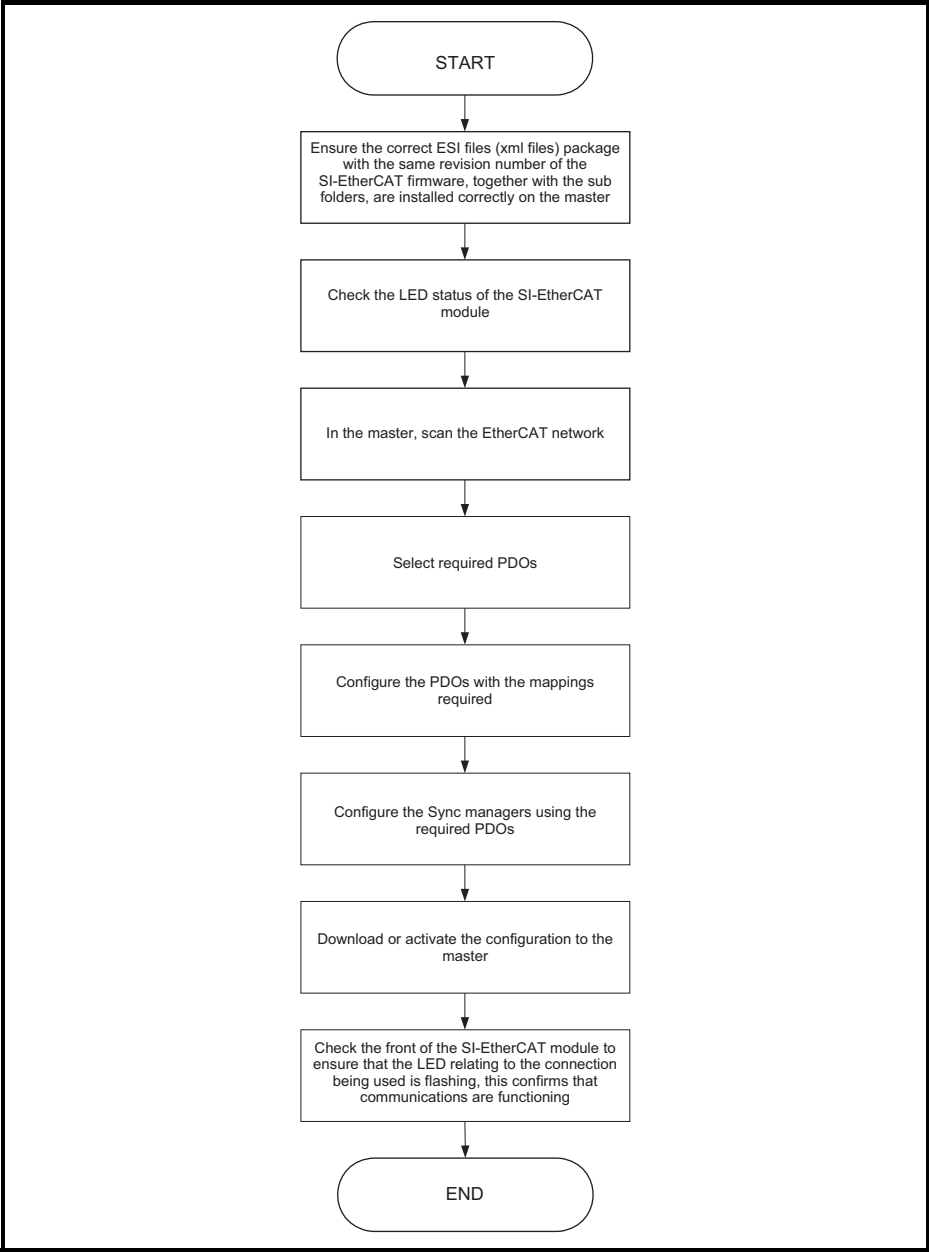 START
Ensure the correct ESI files (xml files) package
with the same revision number of the
SI-EtherCAT firmware, together with the sub
folders, are installed correctly on the master
Check the LED status of the SI-EtherCAT
module
In the master, scan the EtherCAT network
Select required PDOs
Configure the PDOs with the mappings
required
Configure the Sync managers using the
required PDOs
Download or activate the configuration to the
master
Check the front of the SI-EtherCAT module to
ensure that the LED relating to the connection
being used is flashing, this confirms that
communications are functioning
END